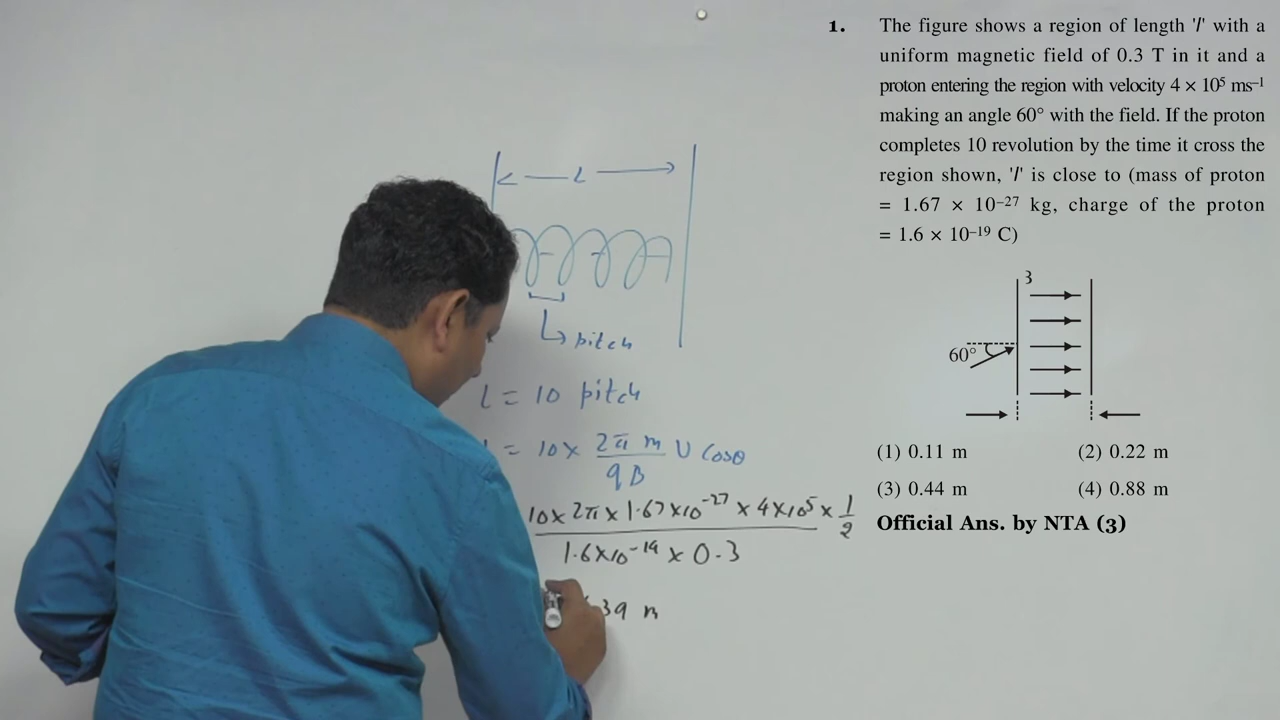 1. The figure shows a region of length 'l' with a
uniform magnetic field of 0.3 T in it and a
proton entering the region with velocity 4 × 10⁵ ms⁻¹
making an angle 60° with the field. If the proton
completes 10 revolution by the time it cross the
region shown, 'l' is close to (mass of proton
= 1.67 × 10⁻²⁷ kg, charge of the proton
= 1.6 × 10⁻¹⁹ C)
3
60°
(1) 0.11 m (2) 0.22 m
(3) 0.44 m (4) 0.88 m
Official Ans. by NTA (3)
L
pitch
l = 10 pitch
= 10 × 2π m / qB υ Cosθ
10 × 2π × 1.67×10⁻²⁷ × 4×10⁵ × 1/2
1.6×10⁻¹⁹ × 0.3
39 m